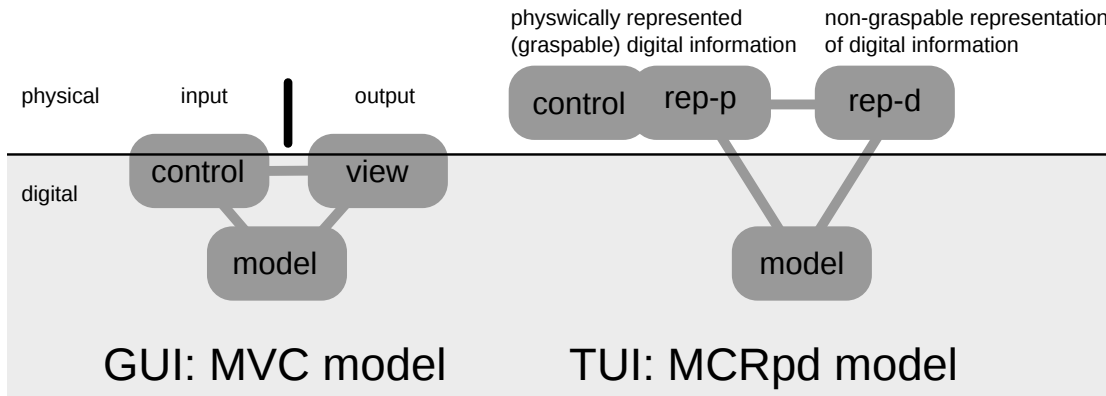 physwically represented
(graspable) digital information
non-graspable representation
of digital information
physical
input
output
control
rep-p
rep-d
control
view
digital
model
model
GUI: MVC model
TUI: MCRpd model